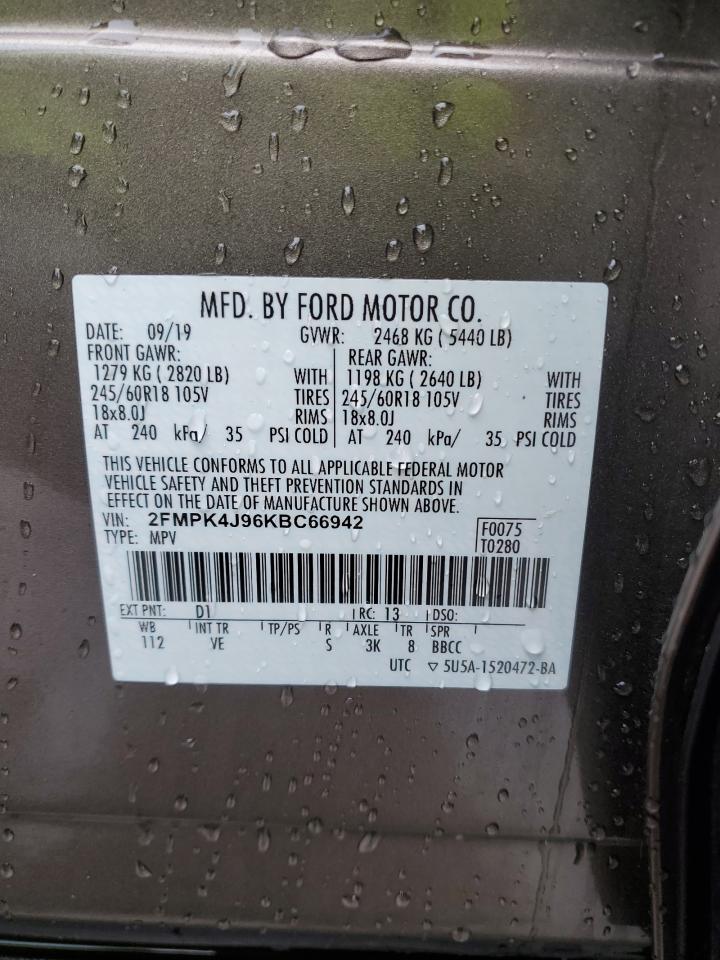 MFD. BY FORD MOTOR CO.
DATE: 09/19 GVWR: 2468 KG ( 5440 LB)
FRONT GAWR: REAR GAWR:
1279 KG ( 2820 LB) WITH 1198 KG ( 2640 LB) WITH
245/60R18 105V TIRES 245/60R18 105V TIRES
18x8.0J RIMS 18x8.0J RIMS
AT 240 kPa/ 35 PSI COLD AT 240 kPa/ 35 PSI COLD
THIS VEHICLE CONFORMS TO ALL APPLICABLE FEDERAL MOTOR
VEHICLE SAFETY AND THEFT PREVENTION STANDARDS IN
EFFECT ON THE DATE OF MANUFACTURE SHOWN ABOVE.
VIN: 2FMPK4J96KBC66942 F0075
TYPE: MPV T0280
EXT PNT: D1 RC: 13 DSO:
WB INT TR TP/PS R AXLE TR SPR
112 VE S 3K 8 BBCC
UTC ▽ 5U5A-1520472-BA